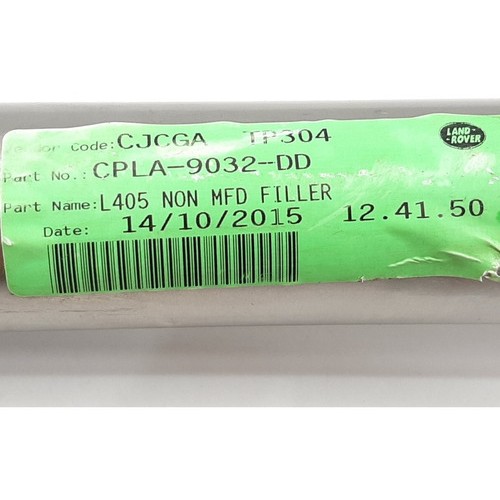 Code: CJCGA TP304
LAND-
ROVER
Part No.: CPLA-9032-DD
Part Name: L405 NON MFD FILLER
Date: 14/10/2015 12.41.50